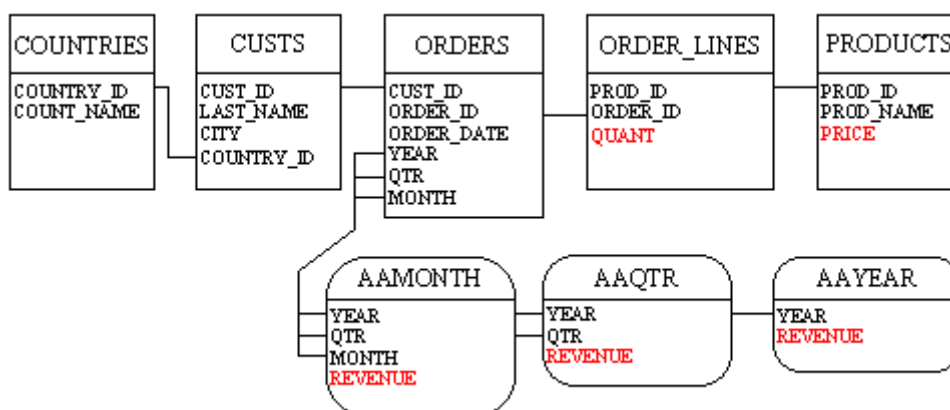 COUNTRIES
COUNTRY_ID
COUNT_NAME
CUSTS
CUST_ID
LAST_NAME
CITY
COUNTRY_ID
ORDERS
CUST_ID
ORDER_ID
ORDER_DATE
YEAR
QTR
MONTH
ORDER_LINES
PROD_ID
ORDER_ID
QUANT
PRODUCTS
PROD_ID
PROD_NAME
PRICE
AAMONTH
YEAR
QTR
MONTH
REVENUE
AAQTR
YEAR
QTR
REVENUE
AAYEAR
YEAR
REVENUE